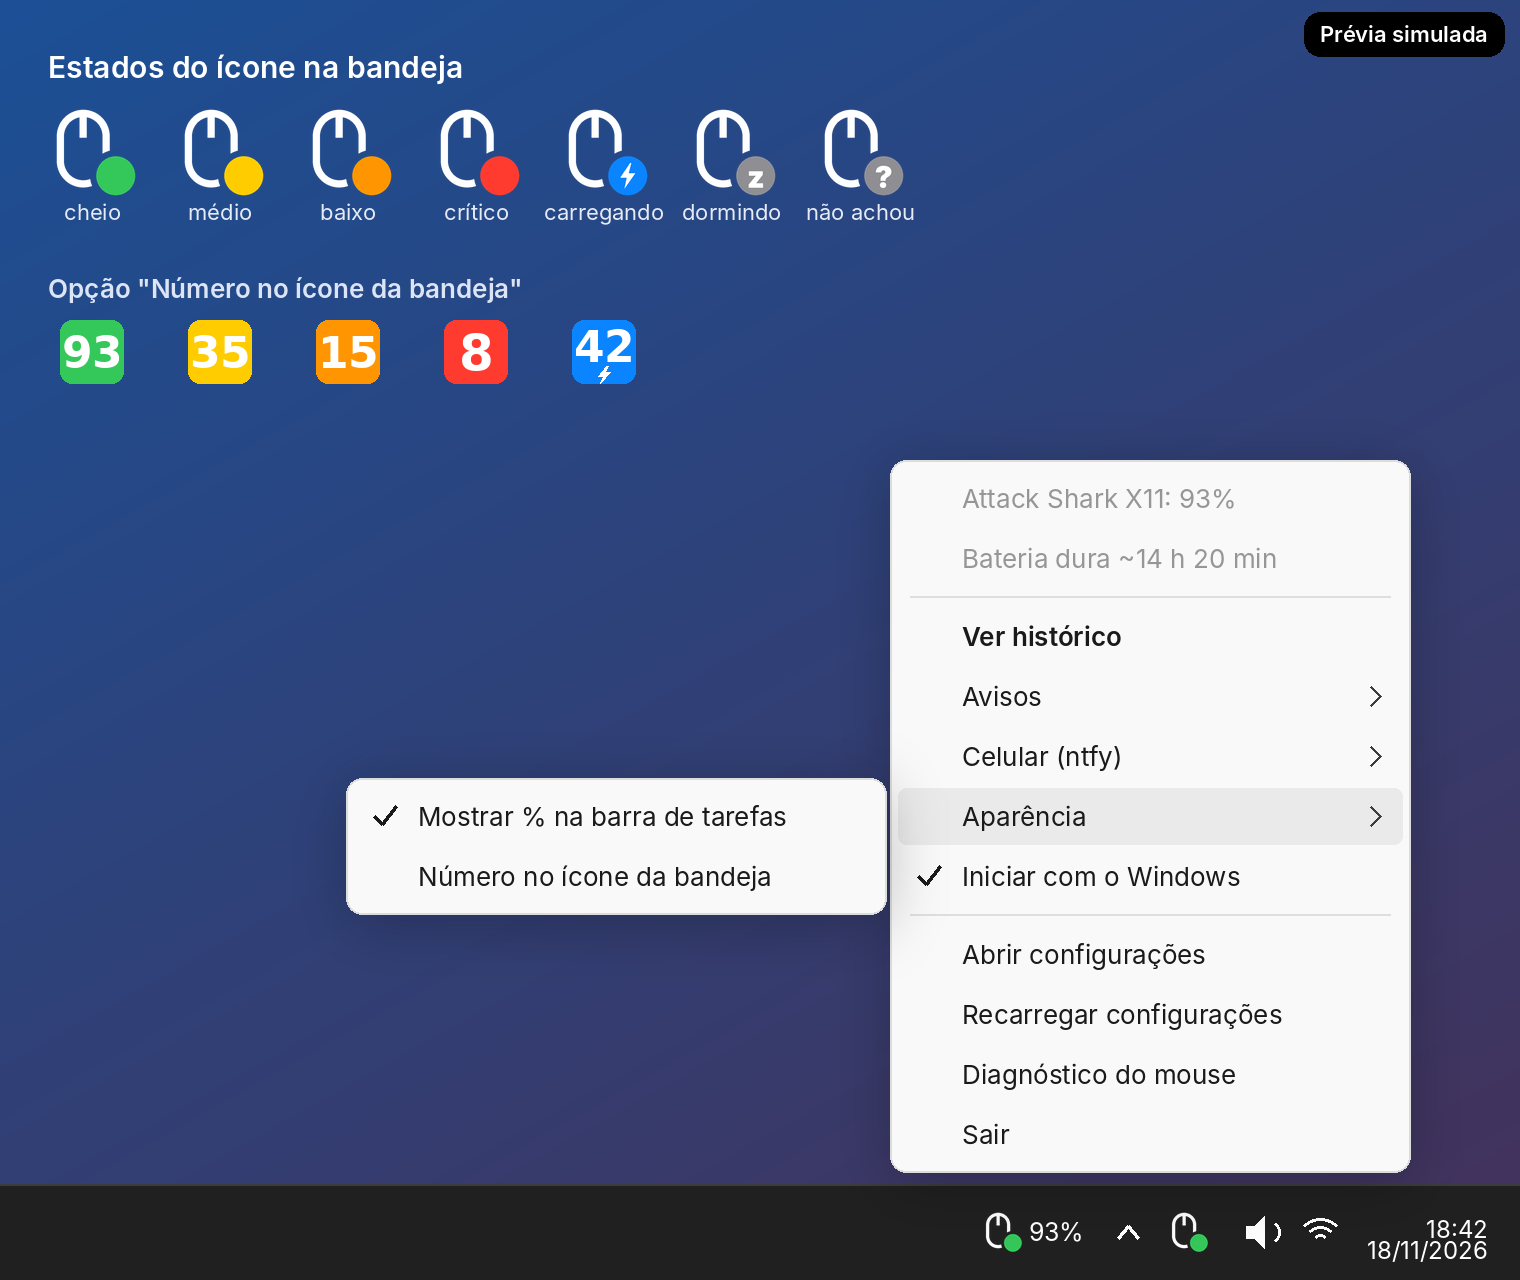 Prévia simulada
Estados do ícone na bandeja
z
?
cheio
médio
baixo
crítico
carregando
dormindo
não achou
Opção "Número no ícone da bandeja"
93
35
15
8
42
Attack Shark X11: 93%
Bateria dura ~14 h 20 min
Ver histórico
Avisos
Celular (ntfy)
Aparência
Mostrar % na barra de tarefas
Número no ícone da bandeja
Iniciar com o Windows
Abrir configurações
Recarregar configurações
Diagnóstico do mouse
Sair
93%
18:42
18/11/2026